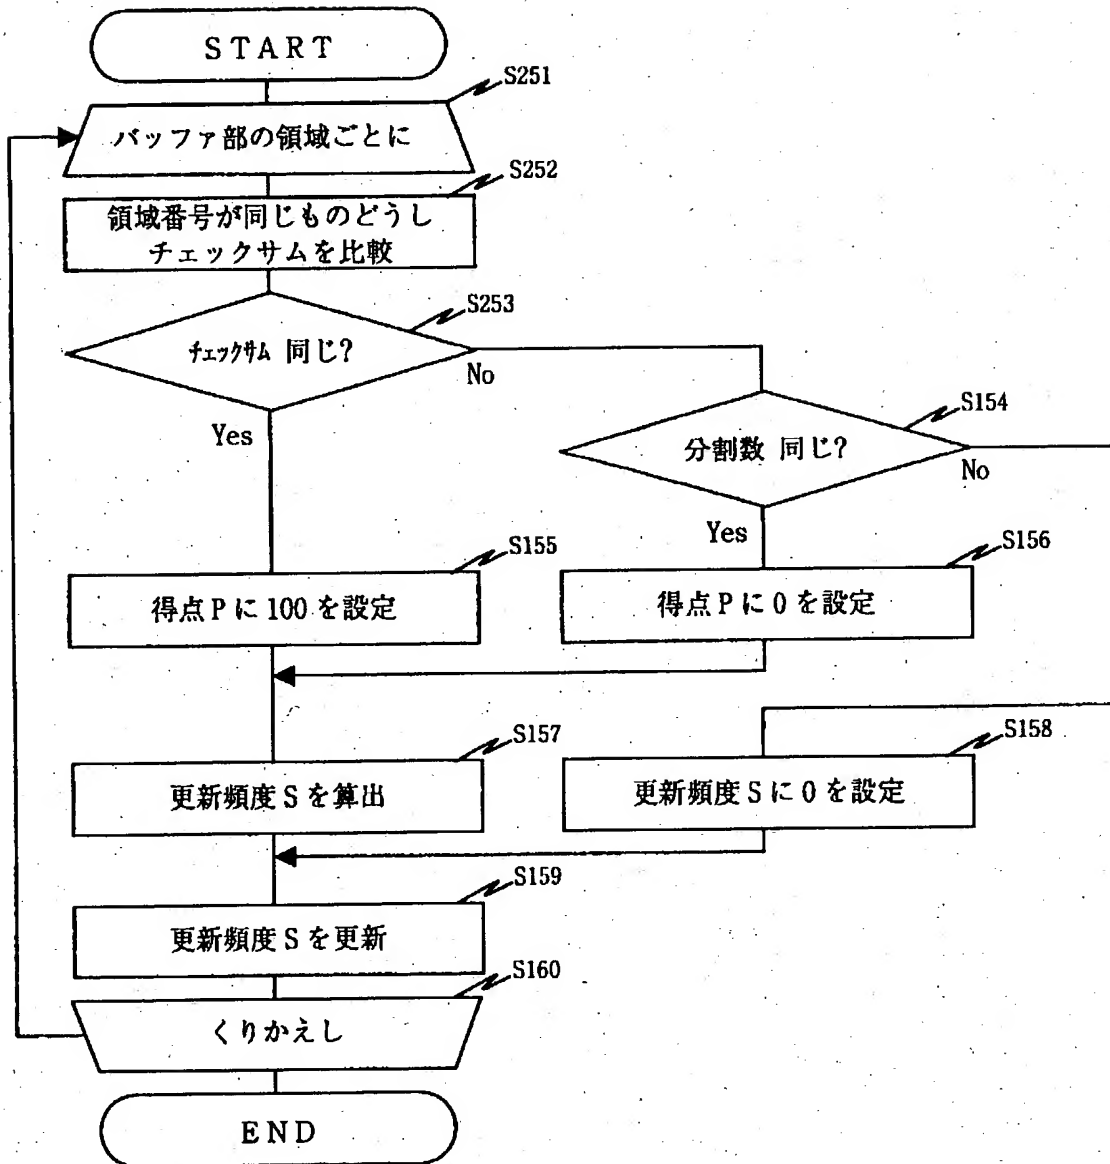 START
S251
バッファ部の領域ごとに
S252
領域番号が同じものどうし
チェックサムを比較
S253
チェックサム 同じ?
No
Yes
S154
分割数 同じ?
No
Yes
S155
得点Pに100を設定
S156
得点Pに0を設定
S157
更新頻度Sを算出
S158
更新頻度Sに0を設定
S159
更新頻度Sを更新
S160
くりかえし
END